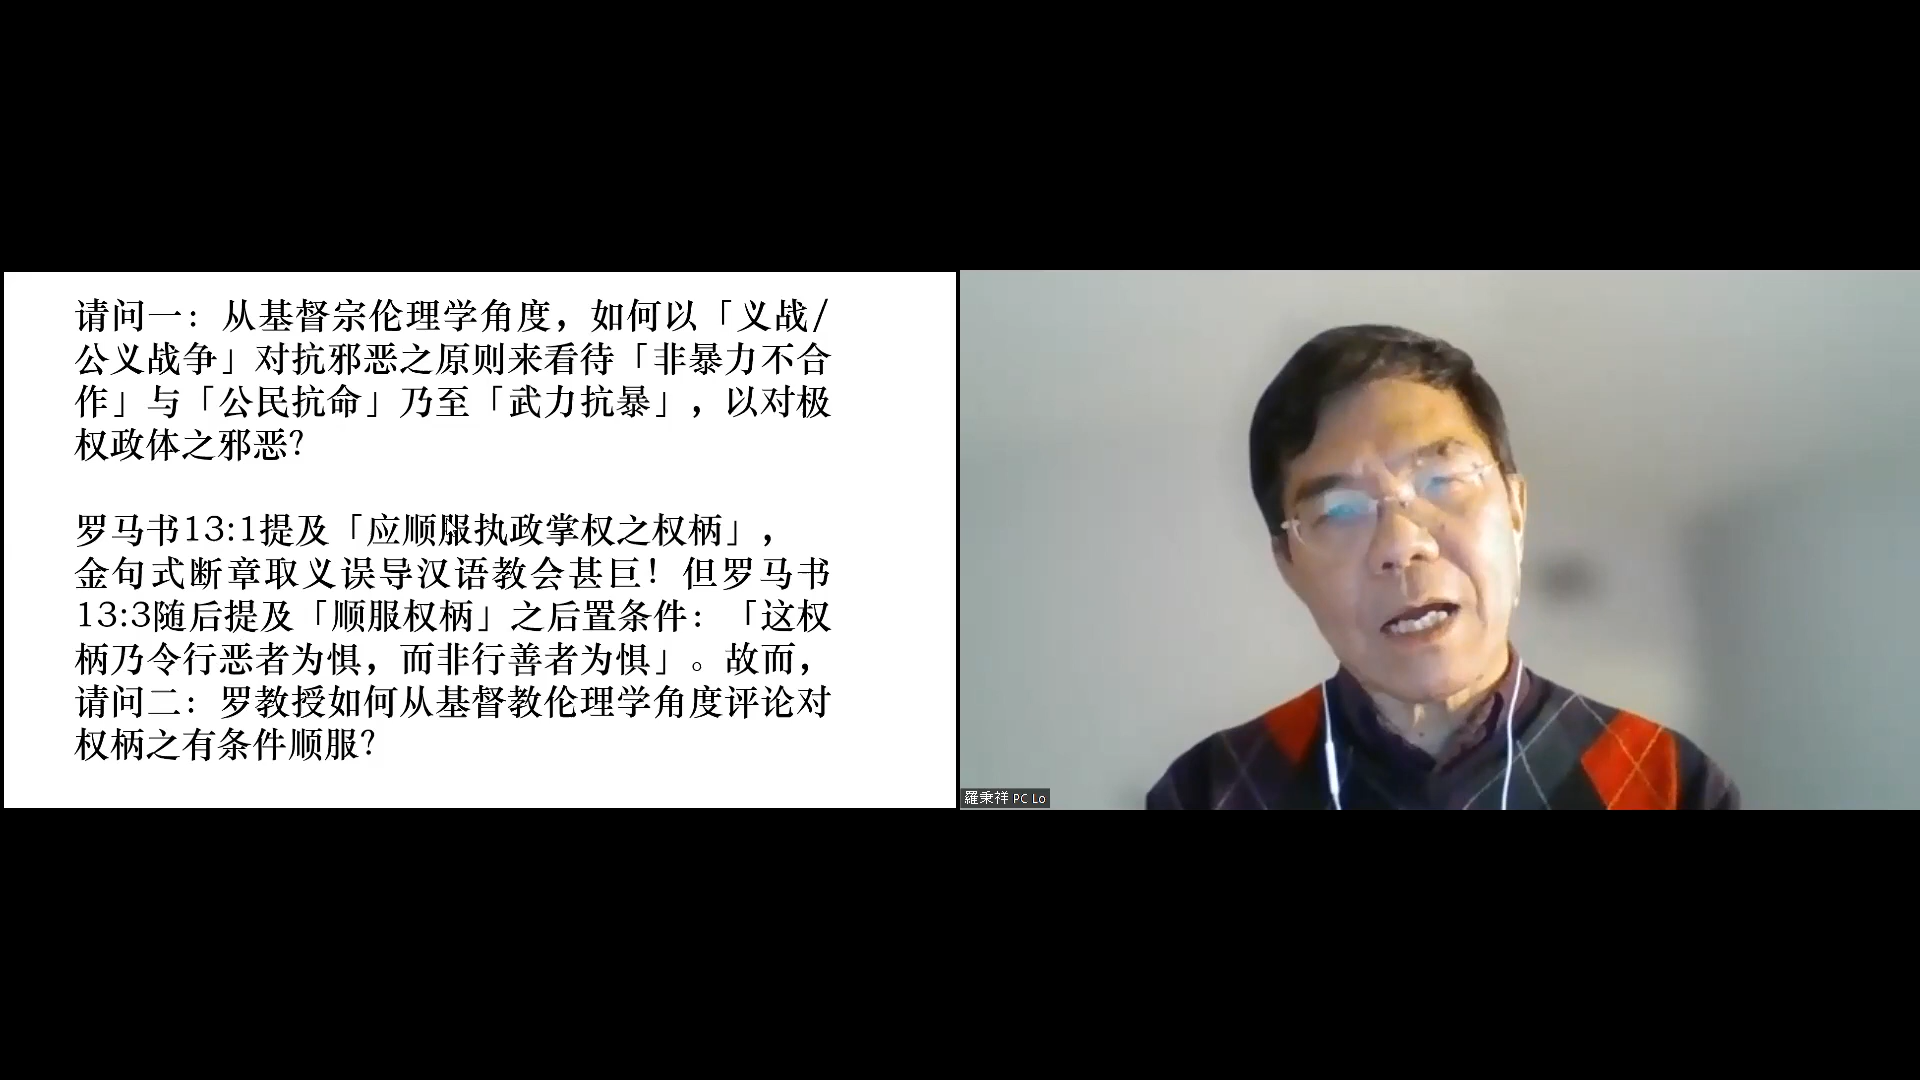 请问一：从基督宗伦理学角度，如何以「义战/
公义战争」对抗邪恶之原则来看待「非暴力不合
作」与「公民抗命」乃至「武力抗暴」，以对极
权政体之邪恶？
罗马书13:1提及「应顺服执政掌权之权柄」，
金句式断章取义误导汉语教会甚巨！但罗马书
13:3随后提及「顺服权柄」之后置条件：「这权
柄乃令行恶者为惧，而非行善者为惧」。故而，
请问二：罗教授如何从基督教伦理学角度评论对
权柄之有条件顺服？
羅秉祥 PC Lo